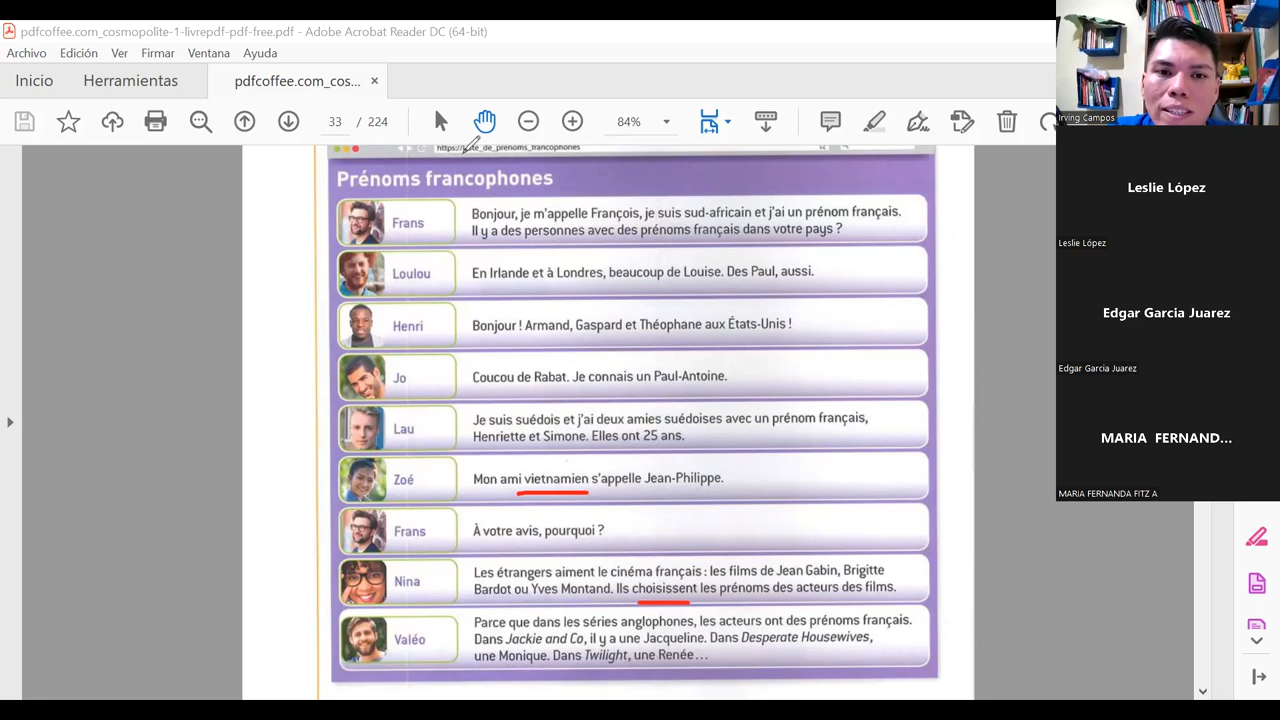 pdfcoffee.com_cosmopolite-1-livrepdf-pdf-free.pdf - Adobe Acrobat Reader DC (64-bit)
Archivo Edición Ver Firmar Ventana Ayuda
Inicio Herramientas pdfcoffee.com_cos... ×
33 / 224 84%
_de_prenoms_francophones
Prénoms francophones
Frans
Bonjour, je m'appelle François, je suis sud-africain et j'ai un prénom français.
Il y a des personnes avec des prénoms français dans votre pays ?
Loulou
En Irlande et à Londres, beaucoup de Louise. Des Paul, aussi.
Henri
Bonjour ! Armand, Gaspard et Théophane aux États-Unis !
Jo
Coucou de Rabat. Je connais un Paul-Antoine.
Lau
Je suis suédois et j'ai deux amies suédoises avec un prénom français,
Henriette et Simone. Elles ont 25 ans.
Zoé
Mon ami vietnamien s'appelle Jean-Philippe.
Frans
À votre avis, pourquoi ?
Nina
Les étrangers aiment le cinéma français : les films de Jean Gabin, Brigitte
Bardot ou Yves Montand. Ils choisissent les prénoms des acteurs des films.
Valéo
Parce que dans les séries anglophones, les acteurs ont des prénoms français.
Dans Jackie and Co, il y a une Jacqueline. Dans Desperate Housewives,
une Monique. Dans Twilight, une Renée...
Irving Campos
Leslie López
Leslie López
Edgar Garcia Juarez
Edgar Garcia Juarez
MARIA FERNAND...
MARIA FERNANDA FITZ A